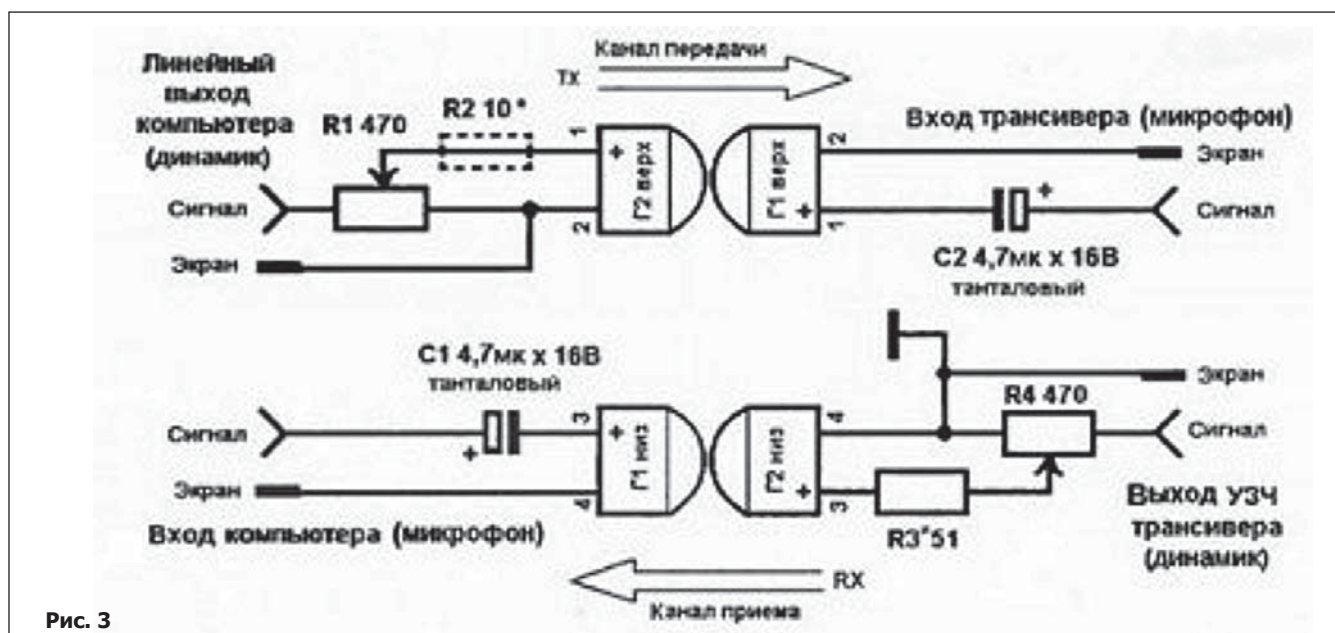 Канал передачи
TX
Линейный
выход
компьютера
(динамик)
R1 470
R2 10 *
1
+
Г2 верх
2
Сигнал
Экран
Вход трансивера (микрофон)
2
Г1 верх
+
1
Экран
+
Сигнал
C2 4,7мк x 16В
танталовый
C1 4,7мк x 16В
танталовый
Сигнал
+
3
+
Г1 низ
4
Экран
Вход компьютера (микрофон)
4
Г2 низ
+
3
R3*51
R4 470
Экран
Сигнал
Выход УЗЧ
трансивера
(динамик)
RX
Канал приема
Рис. 3